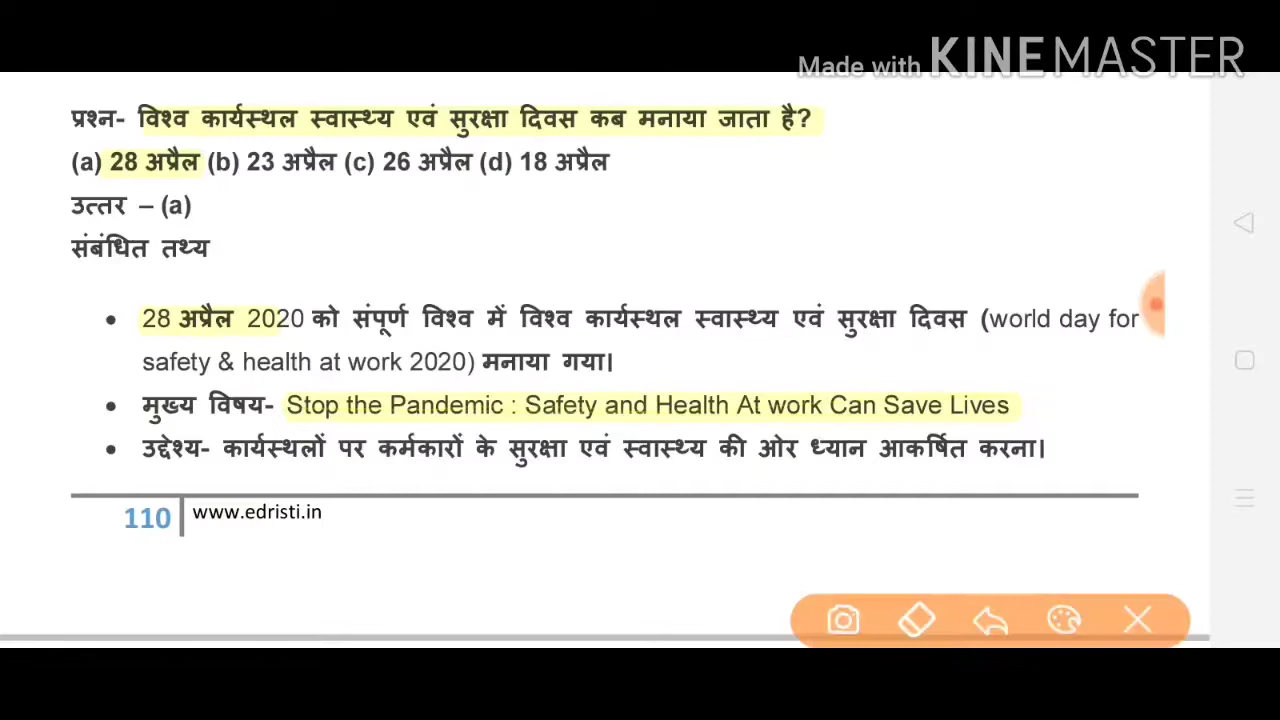 Made with KINEMASTER
प्रश्न- विश्व कार्यस्थल स्वास्थ्य एवं सुरक्षा दिवस कब मनाया जाता है?
(a) 28 अप्रैल (b) 23 अप्रैल (c) 26 अप्रैल (d) 18 अप्रैल
उत्तर – (a)
संबंधित तथ्य
• 28 अप्रैल 2020 को संपूर्ण विश्व में विश्व कार्यस्थल स्वास्थ्य एवं सुरक्षा दिवस (world day for
safety & health at work 2020) मनाया गया।
• मुख्य विषय- Stop the Pandemic : Safety and Health At work Can Save Lives
• उद्देश्य- कार्यस्थलों पर कर्मकारों के सुरक्षा एवं स्वास्थ्य की ओर ध्यान आकर्षित करना।
110 www.edristi.in